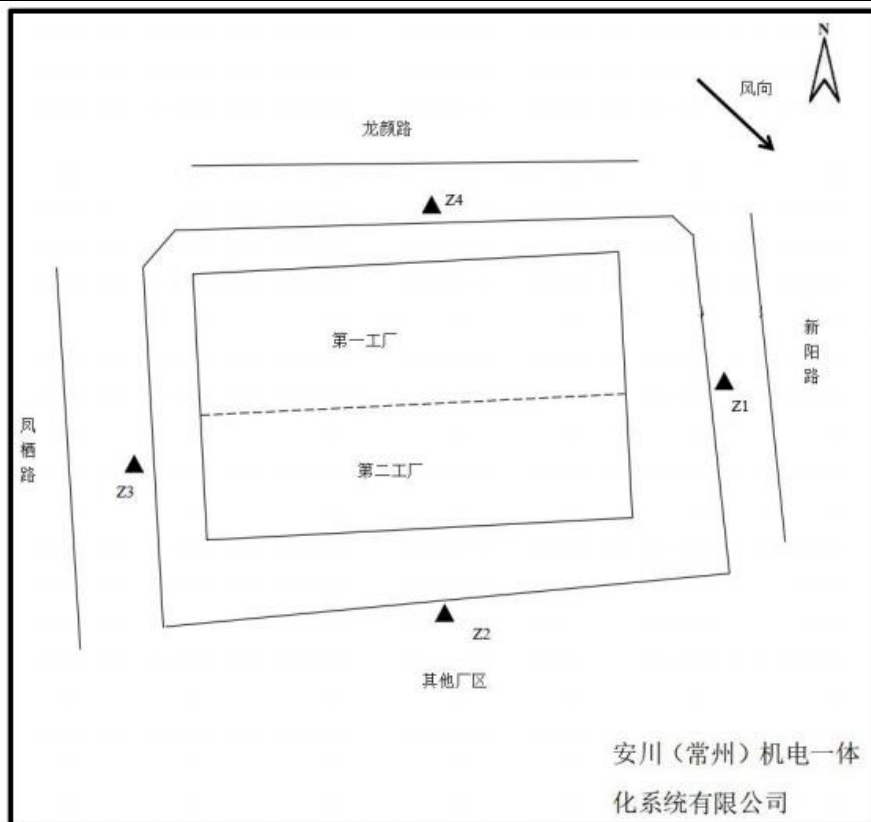 N
风向
龙颜路
Z4
第一工厂
新阳路
Z1
凤栖路
第二工厂
Z3
Z2
其他厂区
安川（常州）机电一体
化系统有限公司